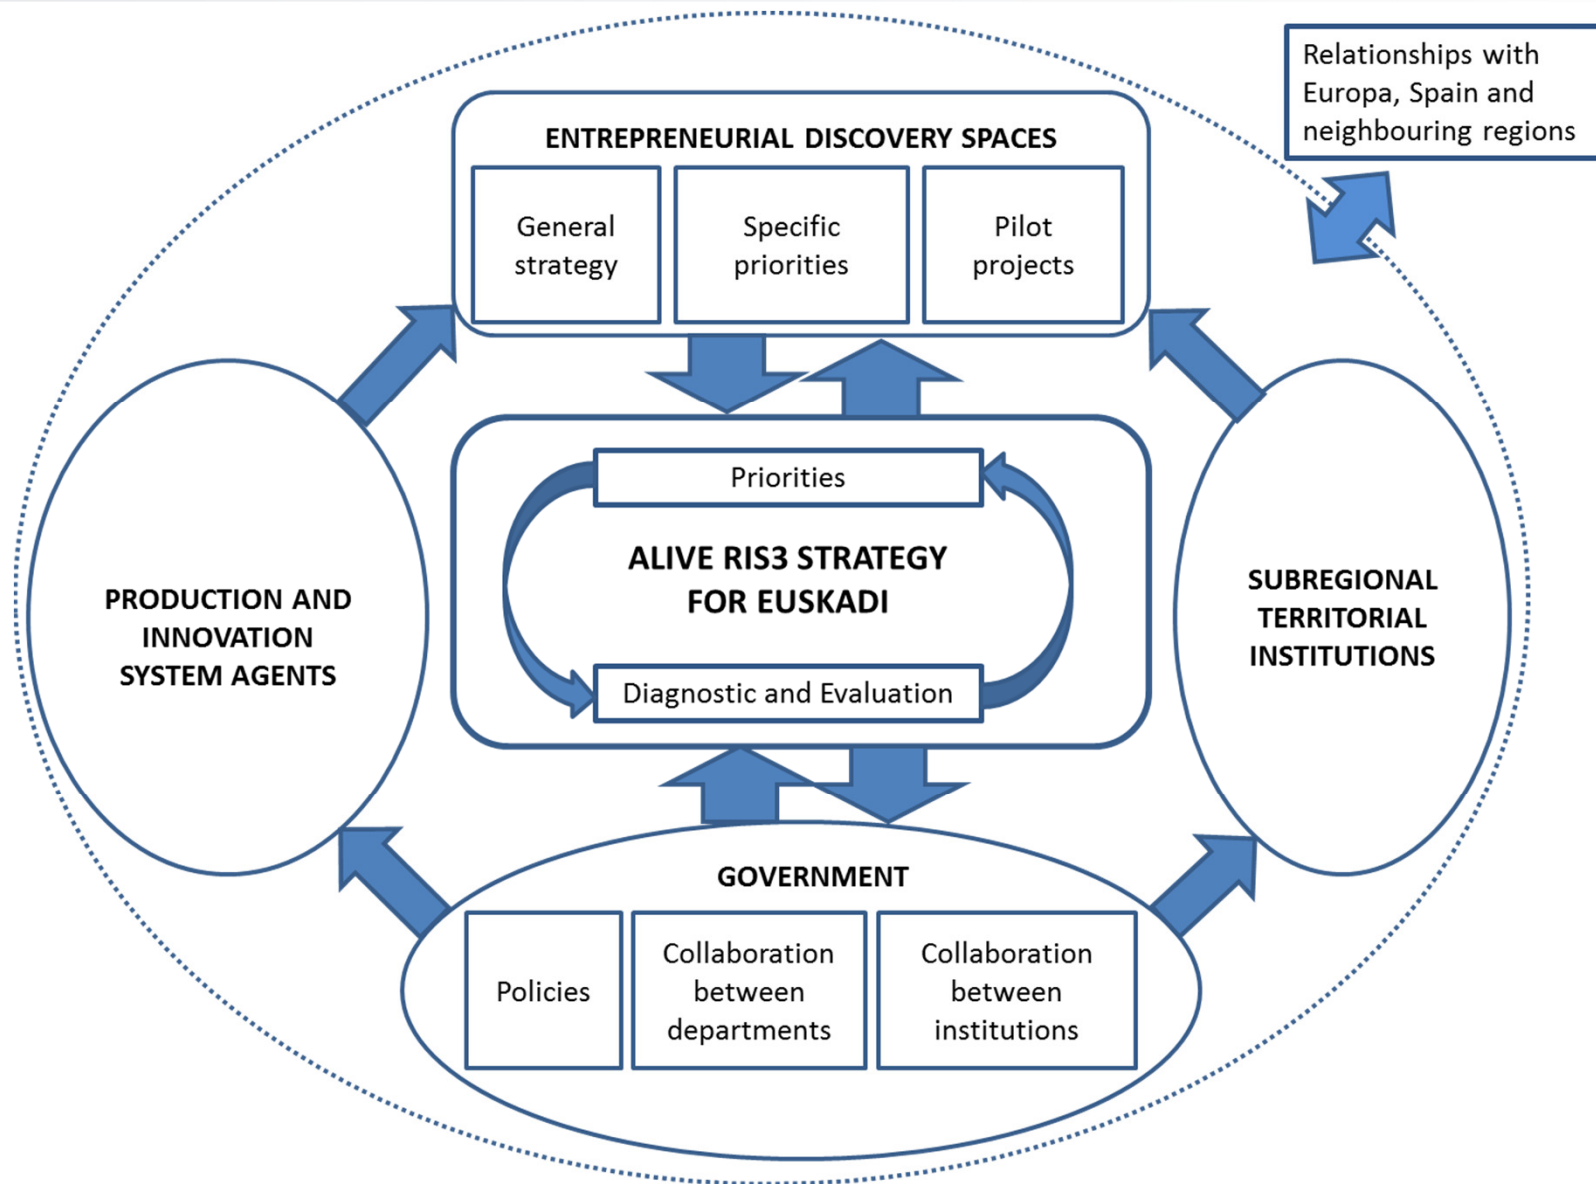 Relationships with
Europa, Spain and
neighbouring regions
ENTREPRENEURIAL DISCOVERY SPACES
General
strategy
Specific
priorities
Pilot
projects
Priorities
ALIVE RIS3 STRATEGY
FOR EUSKADI
Diagnostic and Evaluation
PRODUCTION AND
INNOVATION
SYSTEM AGENTS
SUBREGIONAL
TERRITORIAL
INSTITUTIONS
GOVERNMENT
Policies
Collaboration
between
departments
Collaboration
between
institutions